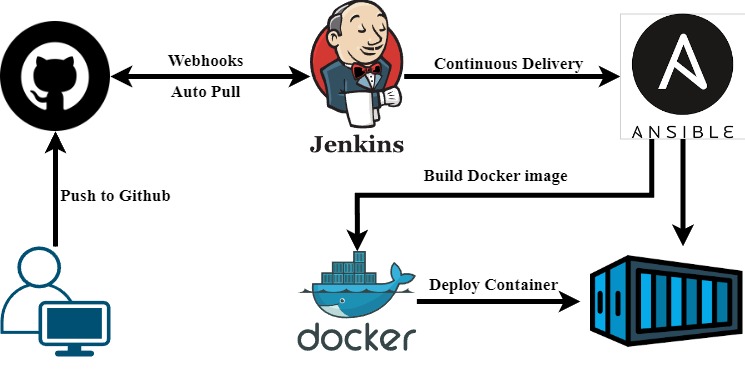 Webhooks
Auto Pull
Jenkins
Continuous Delivery
ANSIBLE
Push to Github
Build Docker image
docker
Deploy Container